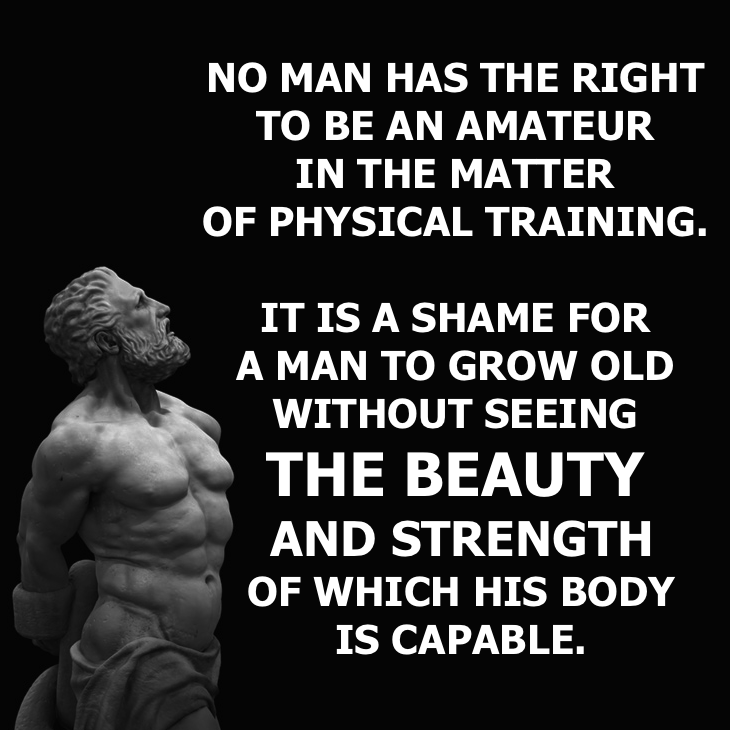 NO MAN HAS THE RIGHT
TO BE AN AMATEUR
IN THE MATTER
OF PHYSICAL TRAINING.
IT IS A SHAME FOR
A MAN TO GROW OLD
WITHOUT SEEING
THE BEAUTY
AND STRENGTH
OF WHICH HIS BODY
IS CAPABLE.